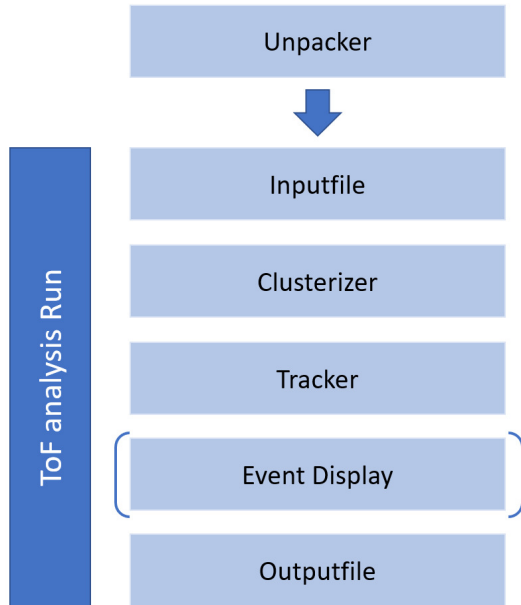 Unpacker
Inputfile
Clusterizer
Tracker
Event Display
Outputfile
ToF analysis Run